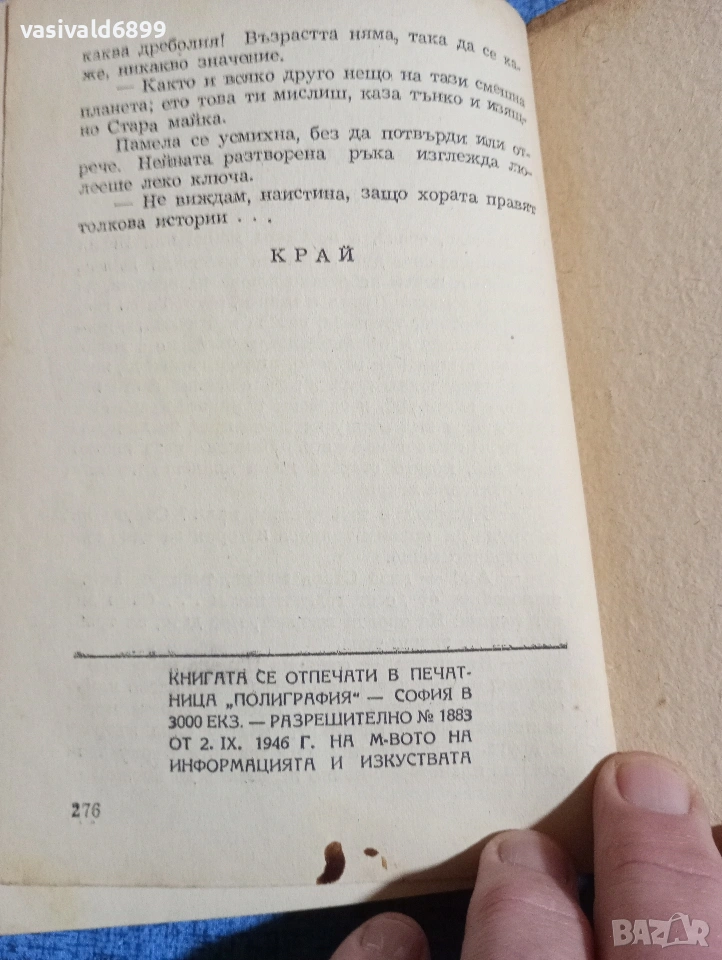 vasivald6899
каква дреболия! Възрастта няма, така да се ка-
же, никакво значение.
— Както и всяко друго нещо на тази смешна
планета; ето това ти мислиш, каза тънко и изящ-
но Стара майка.
Памела се усмихна, без да потвърди или от-
рече. Нейната разтворена ръка изглежда лю-
лееше леко ключа.
— Не виждам, наистина, защо хората правят
толкова истории . . .
КРАЙ
КНИГАТА СЕ ОТПЕЧАТИ В ПЕЧАТ-
НИЦА „ПОЛИГРАФИЯ“ — СОФИЯ В
3000 ЕКЗ. — РАЗРЕШИТЕЛНО № 1883
ОТ 2. IX. 1946 Г. НА М-ВОТО НА
ИНФОРМАЦИЯТА И ИЗКУСТВАТА
276
BAZAR